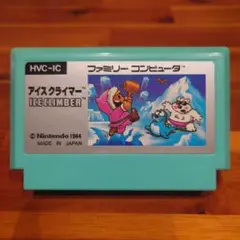 HVC-IC
ファミリー コンピュータ
アイスクライマー
ICE CLIMBER
© Nintendo 1984
MADE IN JAPAN